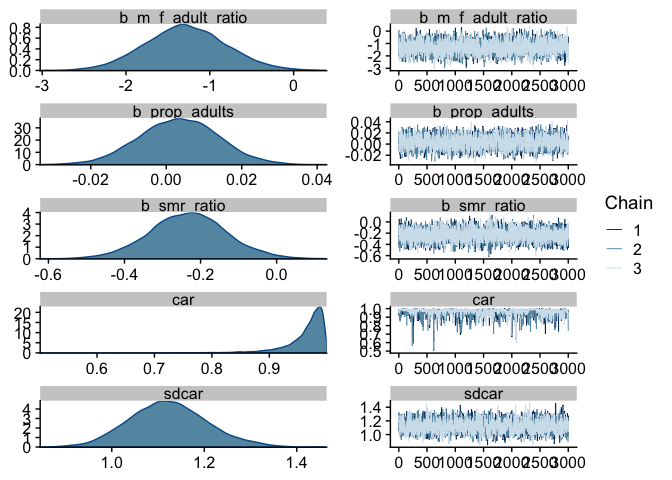 b_m_f_adult_ratio
0.8
0.6
0.4
0.2
0.0
-3 -2 -1 0
b_m_f_adult_ratio
0
-1
-2
-3
0 500 1000 1500 2000 2500 3000
b_prop_adults
30
20
10
0
-0.02 0.00 0.02 0.04
b_prop_adults
0.04
0.02
0.00
-0.02
0 500 1000 1500 2000 2500 3000
b_smr_ratio
4
3
2
1
0
-0.6 -0.4 -0.2 0.0
b_smr_ratio
0.0
-0.2
-0.4
-0.6
0 500 1000 1500 2000 2500 3000
car
20
15
10
5
0
0.6 0.7 0.8 0.9
car
1.0
0.9
0.8
0.7
0.6
0.5
0 500 1000 1500 2000 2500 3000
sdcar
4
3
2
1
0
1.0 1.2 1.4
sdcar
1.4
1.2
1.0
0 500 1000 1500 2000 2500 3000
Chain
1
2
3